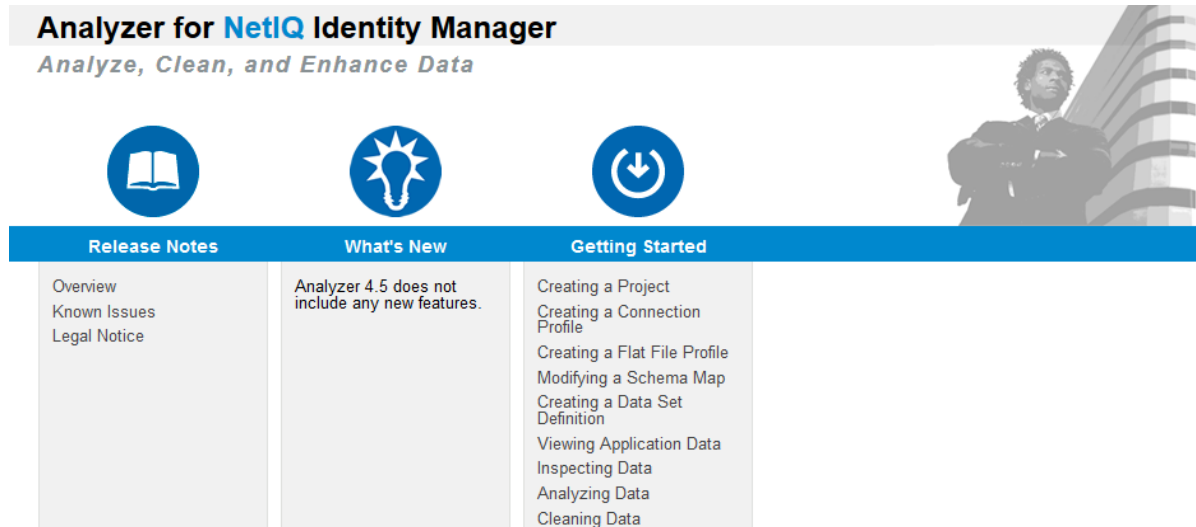 Analyzer for NetIQ Identity Manager
Analyze, Clean, and Enhance Data
Release Notes
Overview
Known Issues
Legal Notice
What's New
Analyzer 4.5 does not
include any new features.
Getting Started
Creating a Project
Creating a Connection
Profile
Creating a Flat File Profile
Modifying a Schema Map
Creating a Data Set
Definition
Viewing Application Data
Inspecting Data
Analyzing Data
Cleaning Data